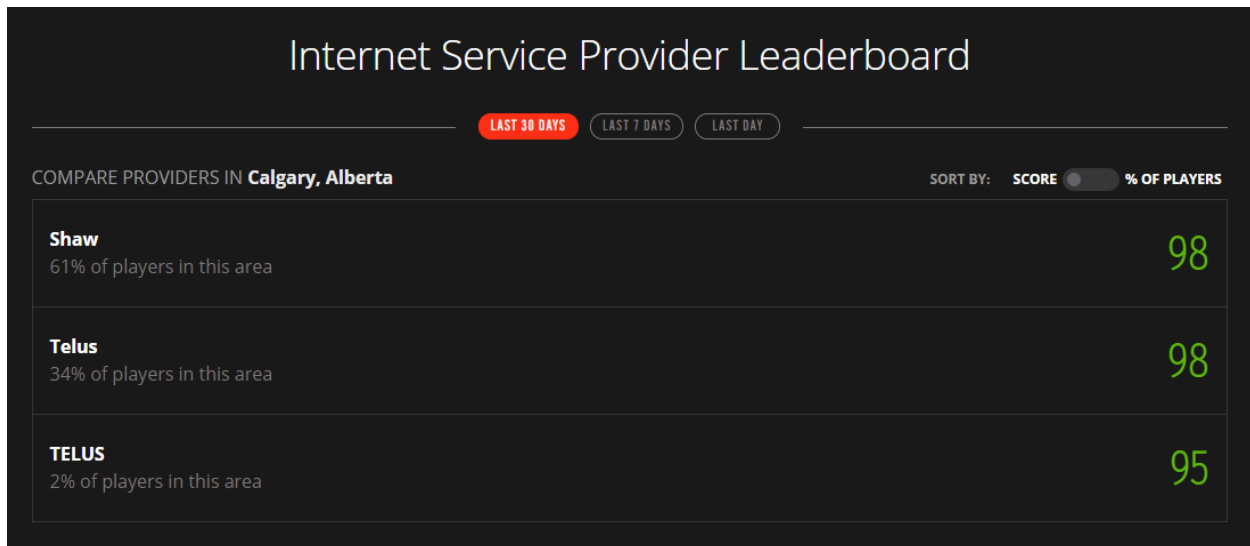 Internet Service Provider Leaderboard
LAST 30 DAYS LAST 7 DAYS LAST DAY
COMPARE PROVIDERS IN Calgary, Alberta SORT BY: SCORE % OF PLAYERS
Shaw
61% of players in this area
98
Telus
34% of players in this area
98
TELUS
2% of players in this area
95